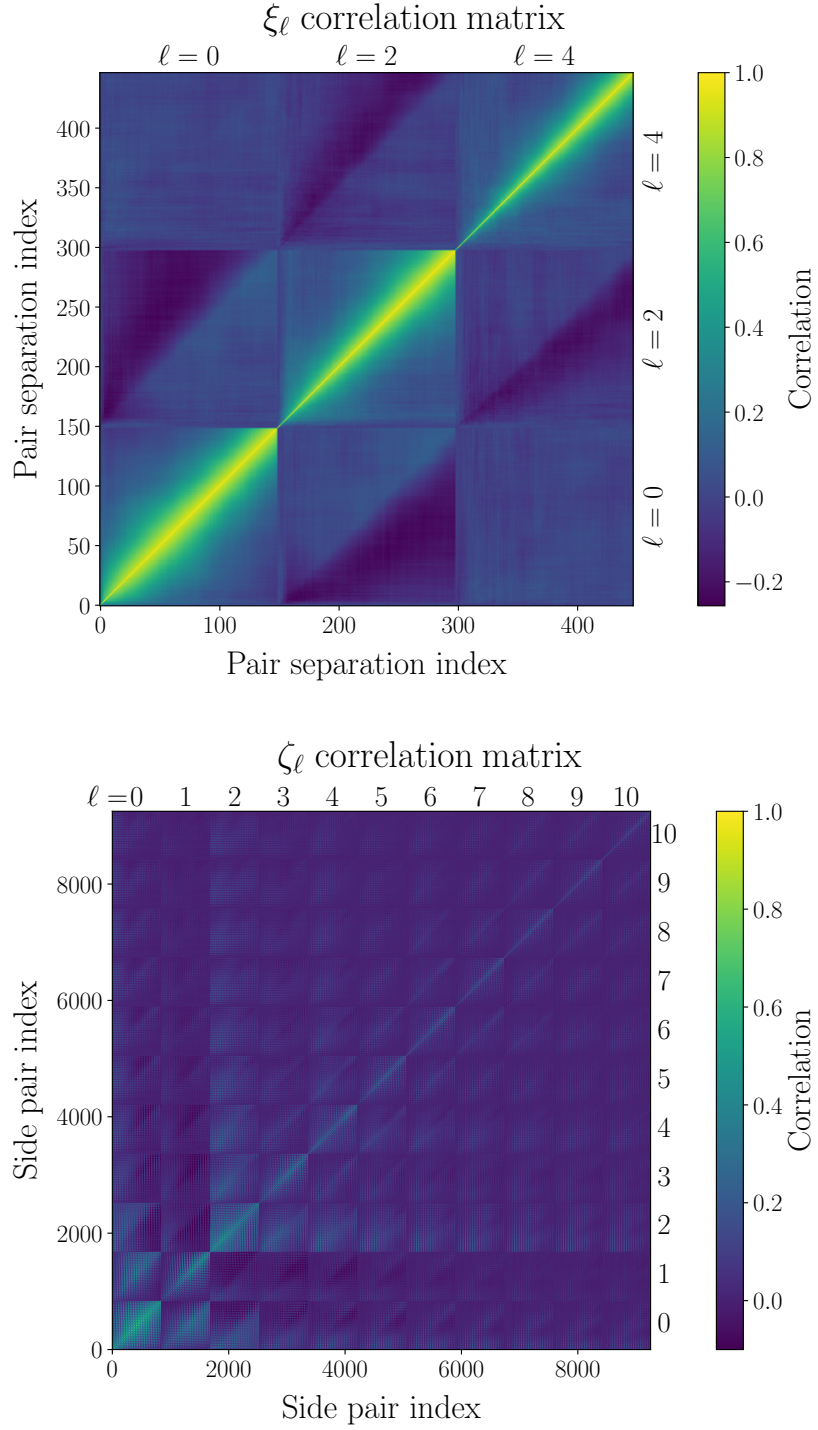 ξℓ correlation matrix
ℓ = 0 ℓ = 2 ℓ = 4
400
350
300
250
200
150
100
50
0
Pair separation index
ℓ = 4
ℓ = 2
ℓ = 0
0 100 200 300 400
Pair separation index
1.0
0.8
0.6
0.4
0.2
0.0
−0.2
Correlation
ζℓ correlation matrix
ℓ =0 1 2 3 4 5 6 7 8 9 10
8000
6000
4000
2000
0
Side pair index
10
9
8
7
6
5
4
3
2
1
0
0 2000 4000 6000 8000
Side pair index
1.0
0.8
0.6
0.4
0.2
0.0
Correlation